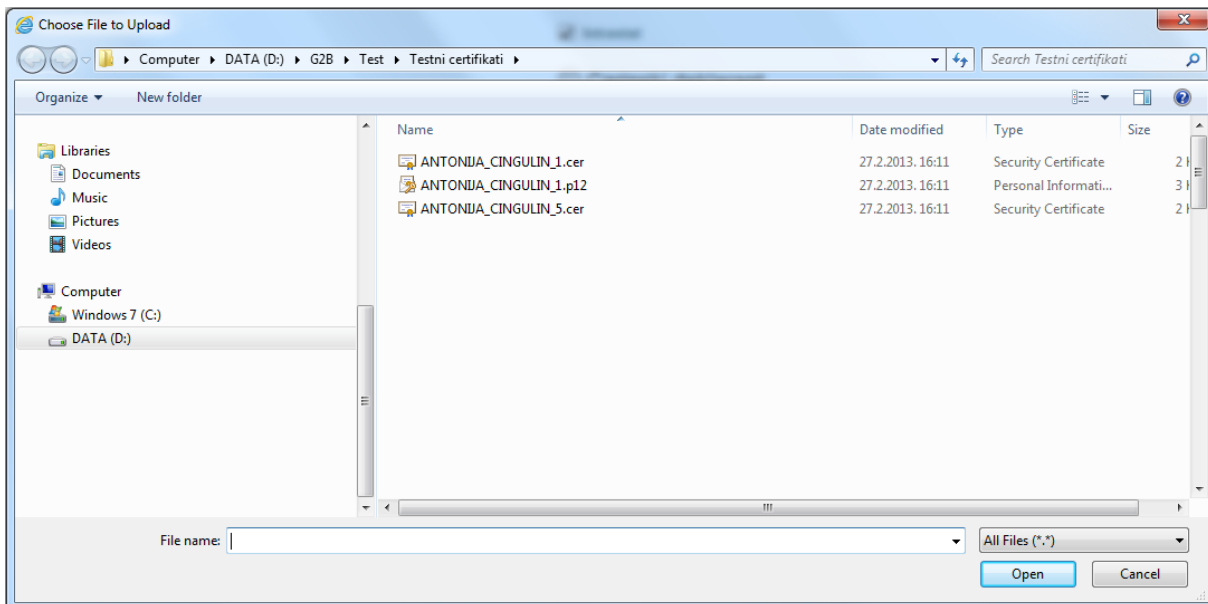 Choose File to Upload
Computer DATA (D:) G2B Test Testni certifikati
Search Testni certifikati
Organize New folder
Name Date modified Type Size
Libraries
Documents
Music
Pictures
Videos
Computer
Windows 7 (C:)
DATA (D:)
ANTONIJA_CINGULIN_1.cer 27.2.2013. 16:11 Security Certificate 2
ANTONIJA_CINGULIN_1.p12 27.2.2013. 16:11 Personal Informati... 3
ANTONIJA_CINGULIN_5.cer 27.2.2013. 16:11 Security Certificate 2
File name: All Files (*.*)
Open Cancel